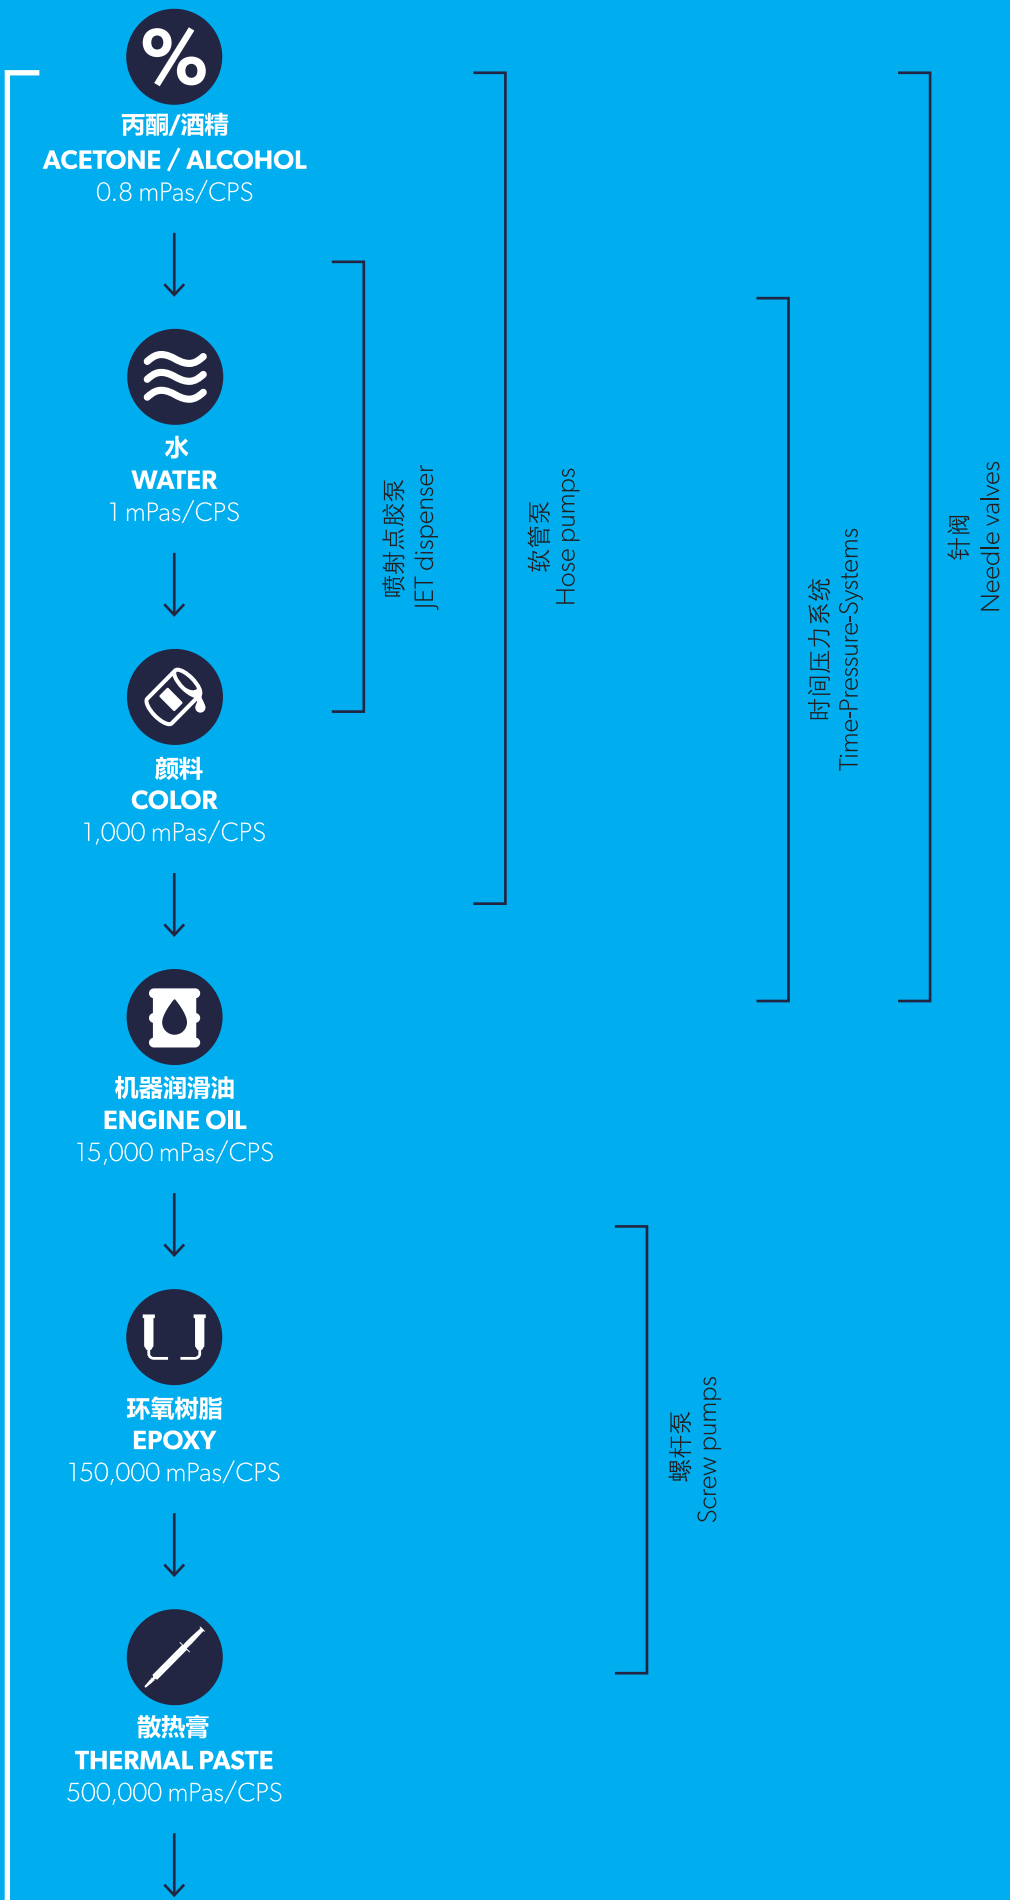 丙酮/酒精
ACETONE / ALCOHOL
0.8 mPas/CPS
水
WATER
1 mPas/CPS
颜料
COLOR
1,000 mPas/CPS
机器润滑油
ENGINE OIL
15,000 mPas/CPS
环氧树脂
EPOXY
150,000 mPas/CPS
散热膏
THERMAL PASTE
500,000 mPas/CPS
喷射点胶泵
JET dispenser
软管泵
Hose pumps
螺杆泵
Screw pumps
时间压力系统
Time-Pressure-Systems
针阀
Needle valves